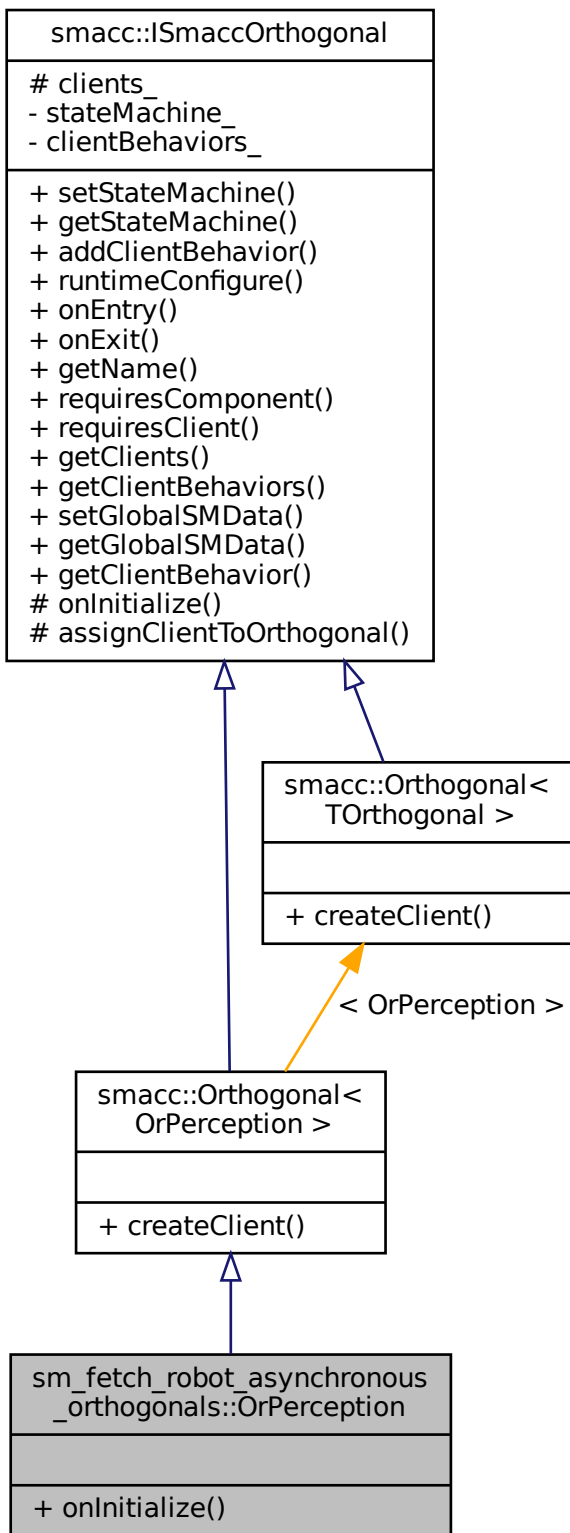 smacc::ISmaccOrthogonal
# clients_
- stateMachine_
- clientBehaviors_
+ setStateMachine()
+ getStateMachine()
+ addClientBehavior()
+ runtimeConfigure()
+ onEntry()
+ onExit()
+ getName()
+ requiresComponent()
+ requiresClient()
+ getClients()
+ getClientBehaviors()
+ setGlobalSMData()
+ getGlobalSMData()
+ getClientBehavior()
# onInitialize()
# assignClientToOrthogonal()
smacc::Orthogonal<
TOrthogonal >
+ createClient()
< OrPerception >
smacc::Orthogonal<
OrPerception >
+ createClient()
sm_fetch_robot_asynchronous
_orthogonals::OrPerception
+ onInitialize()